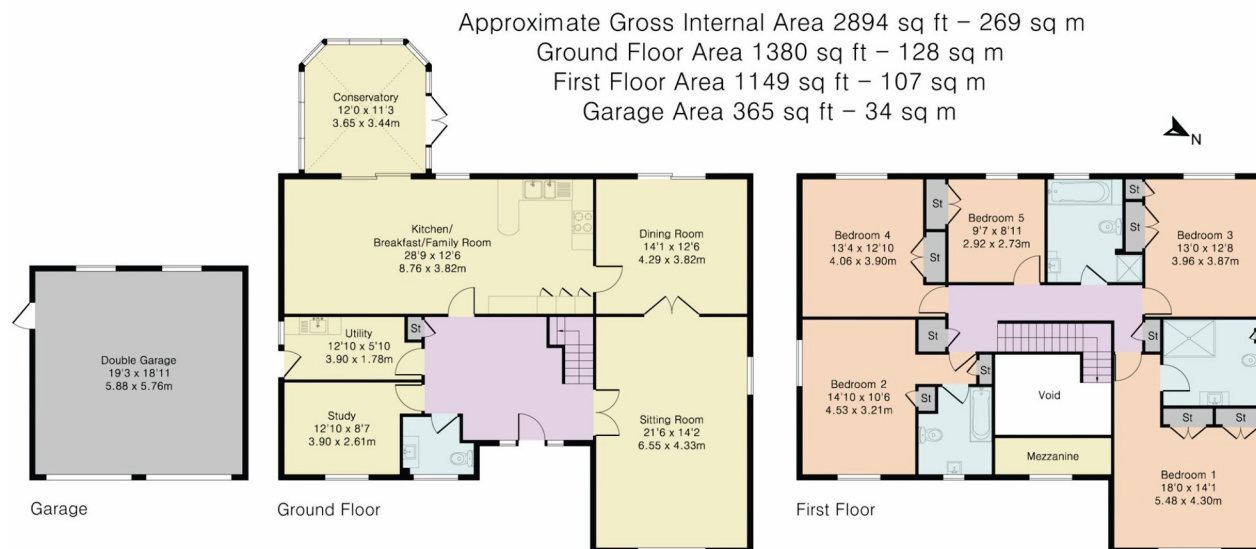 Approximate Gross Internal Area 2894 sq ft – 269 sq m
Ground Floor Area 1380 sq ft – 128 sq m
First Floor Area 1149 sq ft – 107 sq m
Garage Area 365 sq ft – 34 sq m
N
Double Garage
19'3 x 18'11
5.88 x 5.76m
Garage
Conservatory
12'0 x 11'3
3.65 x 3.44m
Kitchen/
Breakfast/Family Room
28'9 x 12'6
8.76 x 3.82m
Dining Room
14'1 x 12'6
4.29 x 3.82m
Utility
12'10 x 5'10
3.90 x 1.78m
St
Study
12'10 x 8'7
3.90 x 2.61m
Sitting Room
21'6 x 14'2
6.55 x 4.33m
Ground Floor
Bedroom 4
13'4 x 12'10
4.06 x 3.90m
St
St
Bedroom 5
9'7 x 8'11
2.92 x 2.73m
St
St
Bedroom 3
13'0 x 12'8
3.96 x 3.87m
St
St
Bedroom 2
14'10 x 10'6
4.53 x 3.21m
St
St
Void
Mezzanine
St
St
Bedroom 1
18'0 x 14'1
5.48 x 4.30m
First Floor